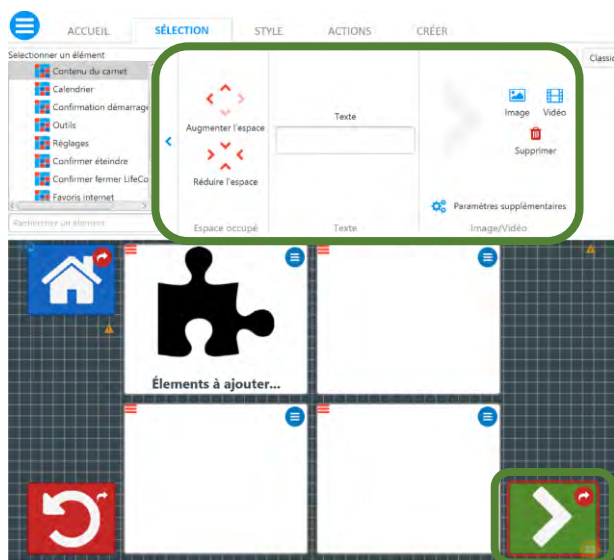 ACCUEIL SÉLECTION STYLE ACTIONS CRÉER
Selectionner un élément
Contenu du carnet
Calendrier
Confirmation démarrage
Outils
Réglages
Confirmer éteindre
Confirmer fermer LifeCo
Favoris internet
Rechercher un élément
Augmenter l'espace
Réduire l'espace
Espace occupé
Texte
Texte
Image Vidéo
Supprimer
Paramètres supplémentaires
Image/Vidéo
Classic
Élements à ajouter...